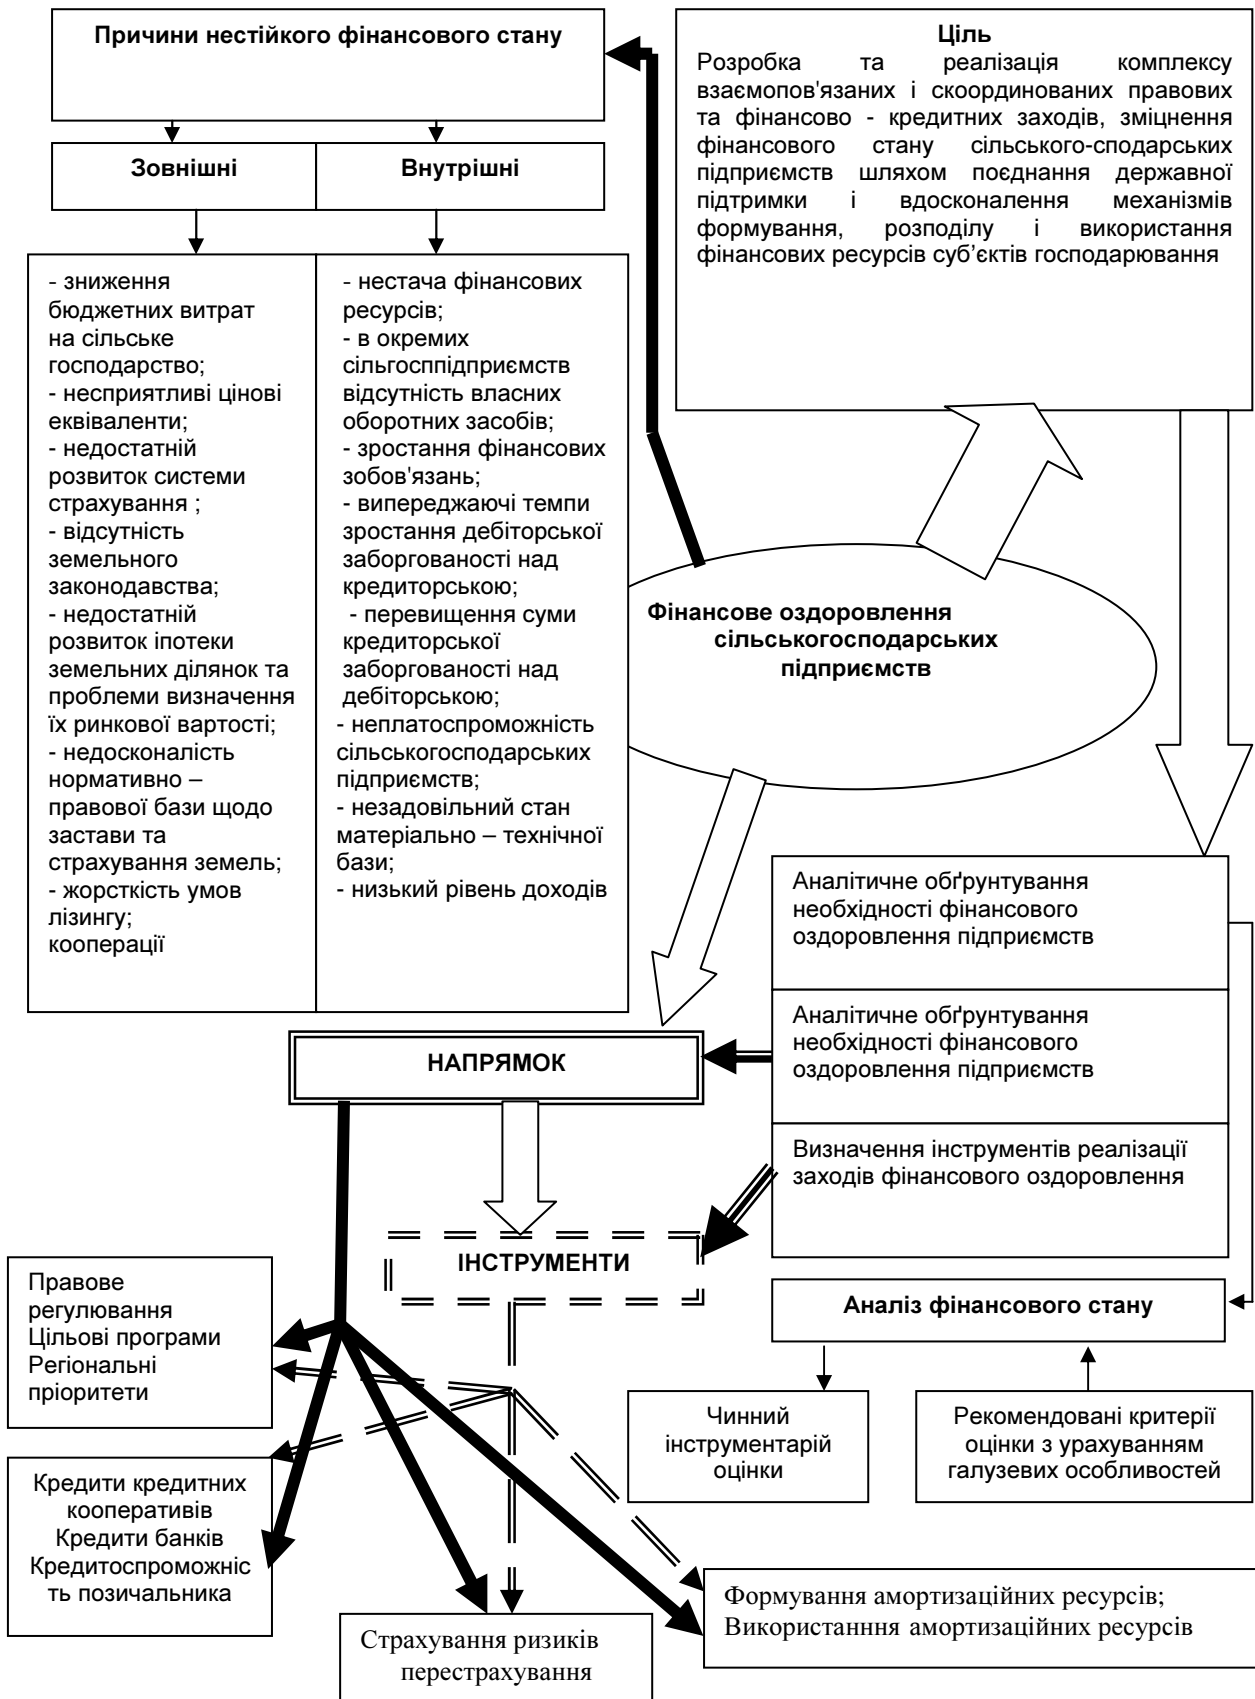 Причини нестійкого фінансового стану
Ціль
Розробка та реалізація комплексу
взаємопов'язаних і скоординованих правових
та фінансово - кредитних заходів, зміцнення
фінансового стану сільського-сподарських
підприємств шляхом поєднання державної
підтримки і вдосконалення механізмів
формування, розподілу і використання
фінансових ресурсів суб’єктів господарювання
Зовнішні
Внутрішні
- зниження
бюджетних витрат
на сільське
господарство;
- несприятливі цінові
еквіваленти;
- недостатній
розвиток системи
страхування ;
- відсутність
земельного
законодавства;
- недостатній
розвиток іпотеки
земельних ділянок та
проблеми визначення
їх ринкової вартості;
- недосконалість
нормативно –
правової бази щодо
застави та
страхування земель;
- жорсткість умов
лізингу;
кооперації
- нестача фінансових
ресурсів;
- в окремих
сільгосппідприємств
відсутність власних
оборотних засобів;
- зростання фінансових
зобов'язань;
- випереджаючі темпи
зростання дебіторської
заборгованості над
кредиторською;
- перевищення суми
кредиторської
заборгованості над
дебіторською;
- неплатоспроможність
сільськогосподарських
підприємств;
- незадовільний стан
матеріально – технічної
бази;
- низький рівень доходів
Фінансове оздоровлення
сільськогосподарських
підприємств
Аналітичне обґрунтування
необхідності фінансового
оздоровлення підприємств
Аналітичне обґрунтування
необхідності фінансового
оздоровлення підприємств
Визначення інструментів реалізації
заходів фінансового оздоровлення
НАПРЯМОК
ІНСТРУМЕНТИ
Аналіз фінансового стану
Чинний
інструментарій
оцінки
Рекомендовані критерії
оцінки з урахуванням
галузевих особливостей
Правове
регулювання
Цільові програми
Регіональні
пріоритети
Кредити кредитних
кооперативів
Кредити банків
Кредитоспроможніс
ть позичальника
Страхування ризиків
перестрахування
Формування амортизаційних ресурсів;
Використанння амортизаційних ресурсів